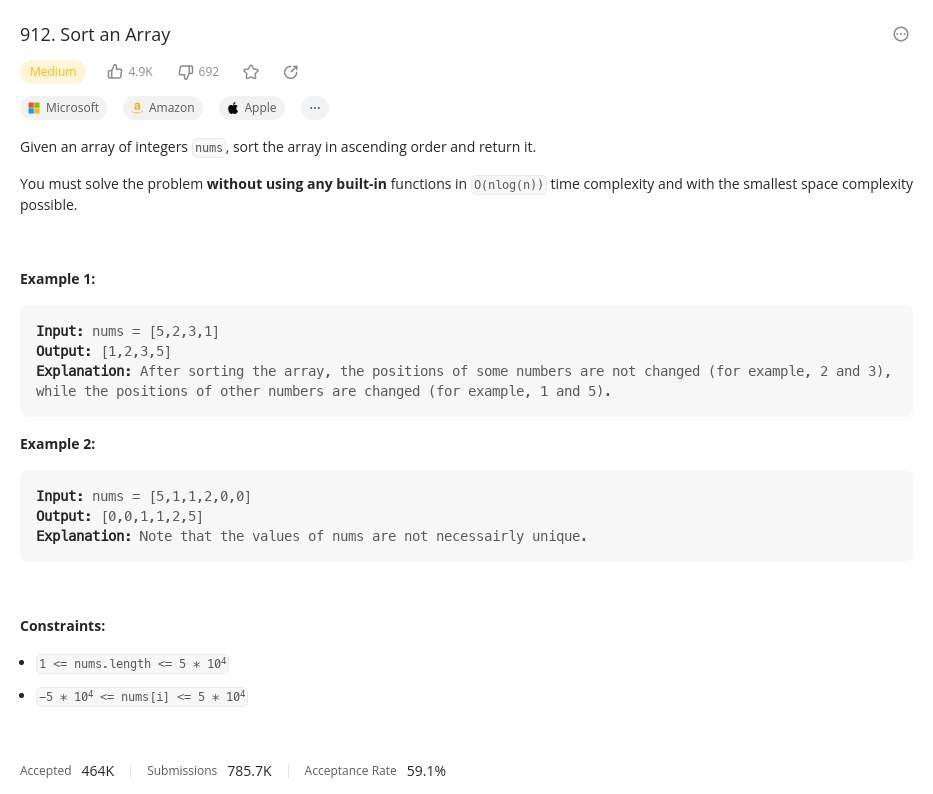 912. Sort an Array
Medium 4.9K 692
Microsoft Amazon Apple ...
Given an array of integers nums, sort the array in ascending order and return it.
You must solve the problem without using any built-in functions in O(nlog(n)) time complexity and with the smallest space complexity
possible.
Example 1:
Input: nums = [5,2,3,1]
Output: [1,2,3,5]
Explanation: After sorting the array, the positions of some numbers are not changed (for example, 2 and 3),
while the positions of other numbers are changed (for example, 1 and 5).
Example 2:
Input: nums = [5,1,1,2,0,0]
Output: [0,0,1,1,2,5]
Explanation: Note that the values of nums are not necessairly unique.
Constraints:
• 1 <= nums.length <= 5 * 10⁴
• -5 * 10⁴ <= nums[i] <= 5 * 10⁴
Accepted 464K Submissions 785.7K Acceptance Rate 59.1%